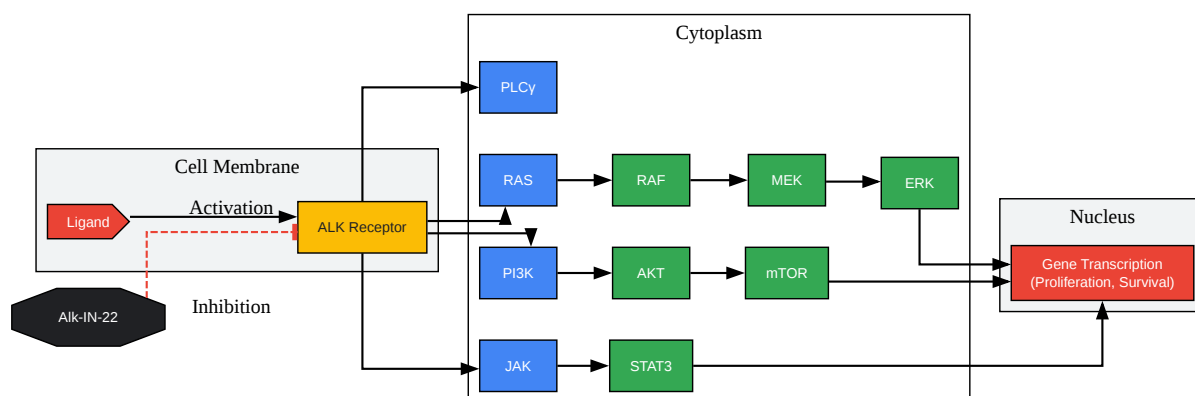 Cytoplasm
PLCγ
Cell Membrane
RAS
RAF
MEK
ERK
Ligand
Activation
ALK Receptor
Nucleus
PI3K
AKT
mTOR
Gene Transcription
(Proliferation, Survival)
Alk-IN-22
Inhibition
JAK
STAT3